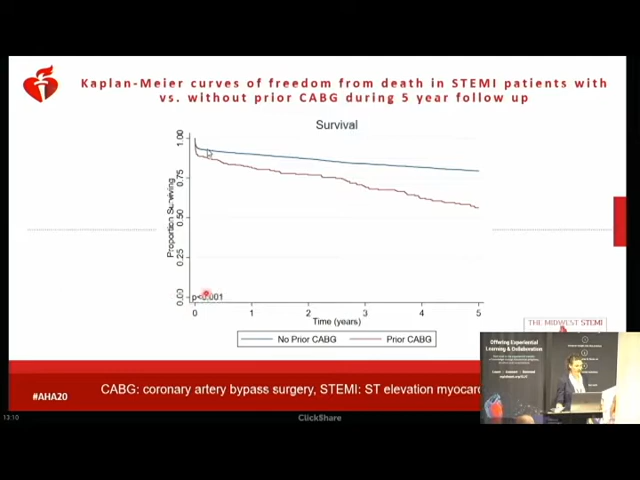 Kaplan-Meier curves of freedom from death in STEMI patients with
vs. without prior CABG during 5 year follow up
Survival
Proportion Surviving
1.00
0.75
0.50
0.25
0.00
p<0.001
0 1 2 3 4 5
Time (years)
No Prior CABG Prior CABG
THE MIDWEST STEMI
Offering Experiential
Learning & Collaboration
#AHA20
CABG: coronary artery bypass surgery, STEMI: ST elevation myocar
13:10
ClickShare